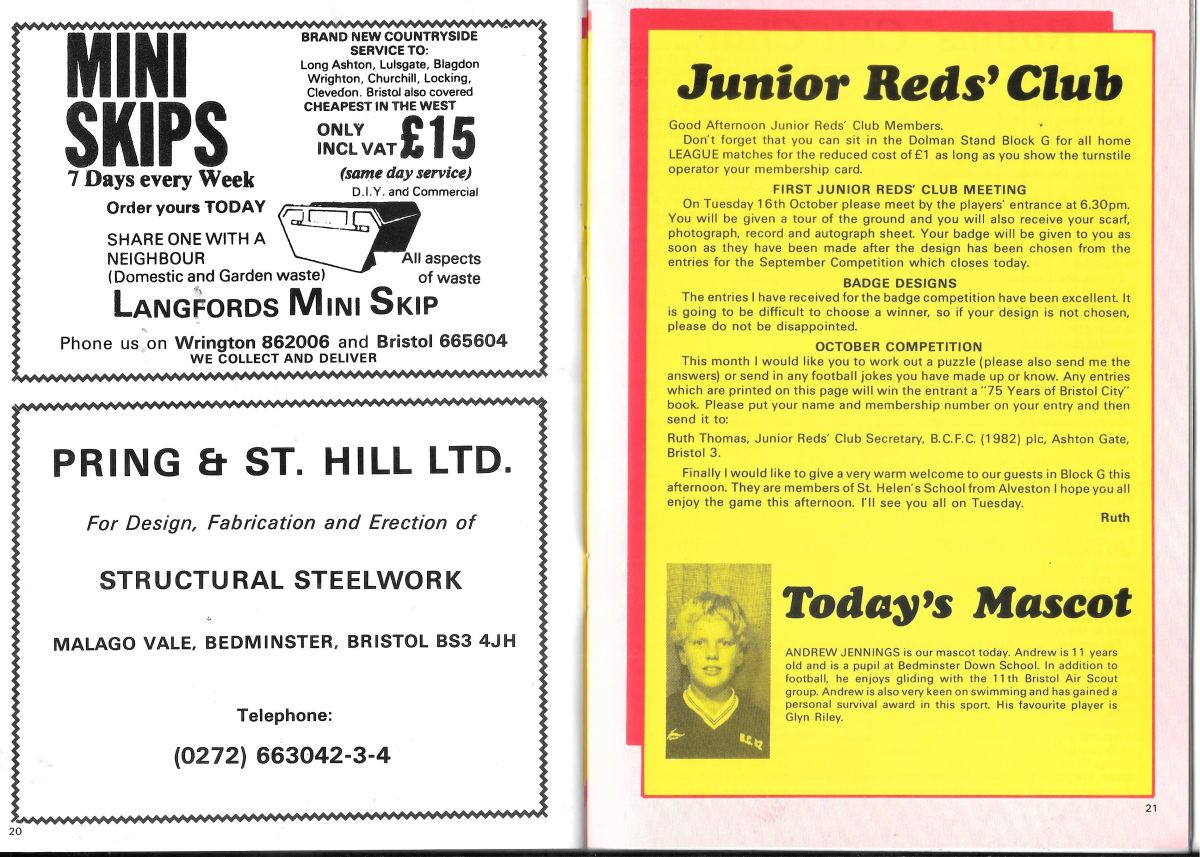 MINI
SKIPS
7 Days every Week
BRAND NEW COUNTRYSIDE
SERVICE TO:
Long Ashton, Lulsgate, Blagdon
Wrighton, Churchill, Locking,
Clevedon. Bristol also covered
CHEAPEST IN THE WEST
ONLY
INCL VAT £15
(same day service)
D.I.Y. and Commercial
Order yours TODAY
SHARE ONE WITH A
NEIGHBOUR
(Domestic and Garden waste)
All aspects
of waste
LANGFORDS MINI SKIP
Phone us on Wrington 862006 and Bristol 665604
WE COLLECT AND DELIVER
PRING & ST. HILL LTD.
For Design, Fabrication and Erection of
STRUCTURAL STEELWORK
MALAGO VALE, BEDMINSTER, BRISTOL BS3 4JH
Telephone:
(0272) 663042-3-4
20
Junior Reds' Club
Good Afternoon Junior Reds' Club Members.
Don't forget that you can sit in the Dolman Stand Block G for all home
LEAGUE matches for the reduced cost of £1 as long as you show the turnstile
operator your membership card.
FIRST JUNIOR REDS' CLUB MEETING
On Tuesday 16th October please meet by the players' entrance at 6.30pm.
You will be given a tour of the ground and you will also receive your scarf,
photograph, record and autograph sheet. Your badge will be given to you as
soon as they have been made after the design has been chosen from the
entries for the September Competition which closes today.
BADGE DESIGNS
The entries I have received for the badge competition have been excellent. It
is going to be difficult to choose a winner, so if your design is not chosen,
please do not be disappointed.
OCTOBER COMPETITION
This month I would like you to work out a puzzle (please also send me the
answers) or send in any football jokes you have made up or know. Any entries
which are printed on this page will win the entrant a "75 Years of Bristol City"
book. Please put your name and membership number on your entry and then
send it to:
Ruth Thomas, Junior Reds' Club Secretary, B.C.F.C. (1982) plc, Ashton Gate,
Bristol 3.
Finally I would like to give a very warm welcome to our guests in Block G this
afternoon. They are members of St. Helen's School from Alveston I hope you all
enjoy the game this afternoon. I'll see you all on Tuesday.
Ruth
Today's Mascot
ANDREW JENNINGS is our mascot today. Andrew is 11 years
old and is a pupil at Bedminster Down School. In addition to
football, he enjoys gliding with the 11th Bristol Air Scout
group. Andrew is also very keen on swimming and has gained a
personal survival award in this sport. His favourite player is
Glyn Riley.
21